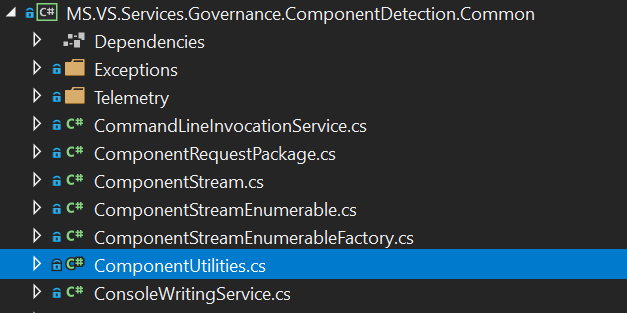 C# MS.VS.Services.Governance.ComponentDetection.Common
Dependencies
Exceptions
Telemetry
C# CommandLineInvocationService.cs
C# ComponentRequestPackage.cs
C# ComponentStream.cs
C# ComponentStreamEnumerable.cs
C# ComponentStreamEnumerableFactory.cs
C# ComponentUtilities.cs
C# ConsoleWritingService.cs